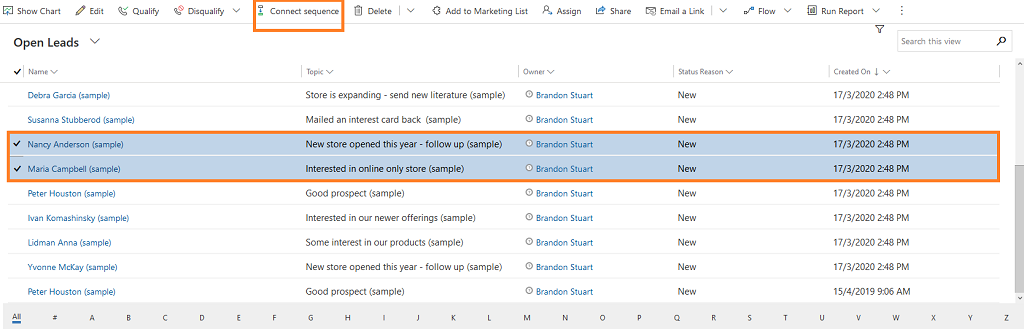 Show Chart Edit Qualify Disqualify Connect sequence Delete Add to Marketing List Assign Share Email a Link Flow Run Report
Open Leads Search this view
Name Topic Owner Status Reason Created On
Debra Garcia (sample) Store is expanding - send new literature (sample) Brandon Stuart New 17/3/2020 2:48 PM
Susanna Stubberod (sample) Mailed an interest card back (sample) Brandon Stuart New 17/3/2020 2:48 PM
Nancy Anderson (sample) New store opened this year - follow up (sample) Brandon Stuart New 17/3/2020 2:48 PM
Maria Campbell (sample) Interested in online only store (sample) Brandon Stuart New 17/3/2020 2:48 PM
Peter Houston (sample) Good prospect (sample) Brandon Stuart New 17/3/2020 2:48 PM
Ivan Komashinsky (sample) Interested in our newer offerings (sample) Brandon Stuart New 17/3/2020 2:48 PM
Lidman Anna (sample) Some interest in our products (sample) Brandon Stuart New 17/3/2020 2:48 PM
Yvonne McKay (sample) New store opened this year - follow up (sample) Brandon Stuart New 17/3/2020 2:48 PM
Peter Houston (sample) Good prospect (sample) Brandon Stuart New 15/4/2019 9:06 AM
All # A B C D E F G H I J K L M N O P Q R S T U V W X Y Z